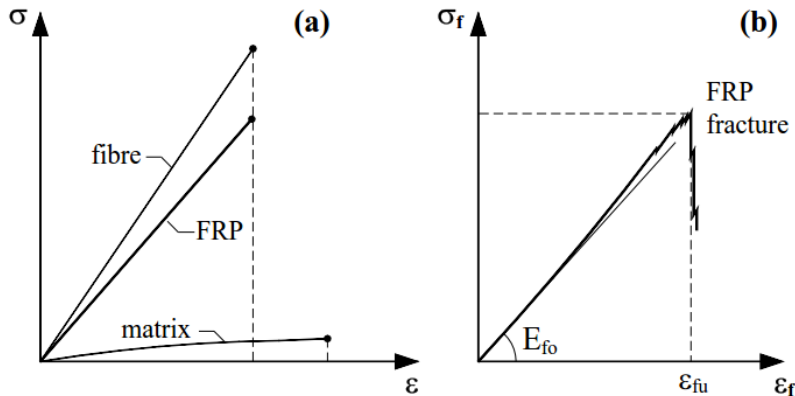 σ
(a)
fibre
FRP
matrix
ε
σf
(b)
FRP
fracture
Efo
εfu
εf